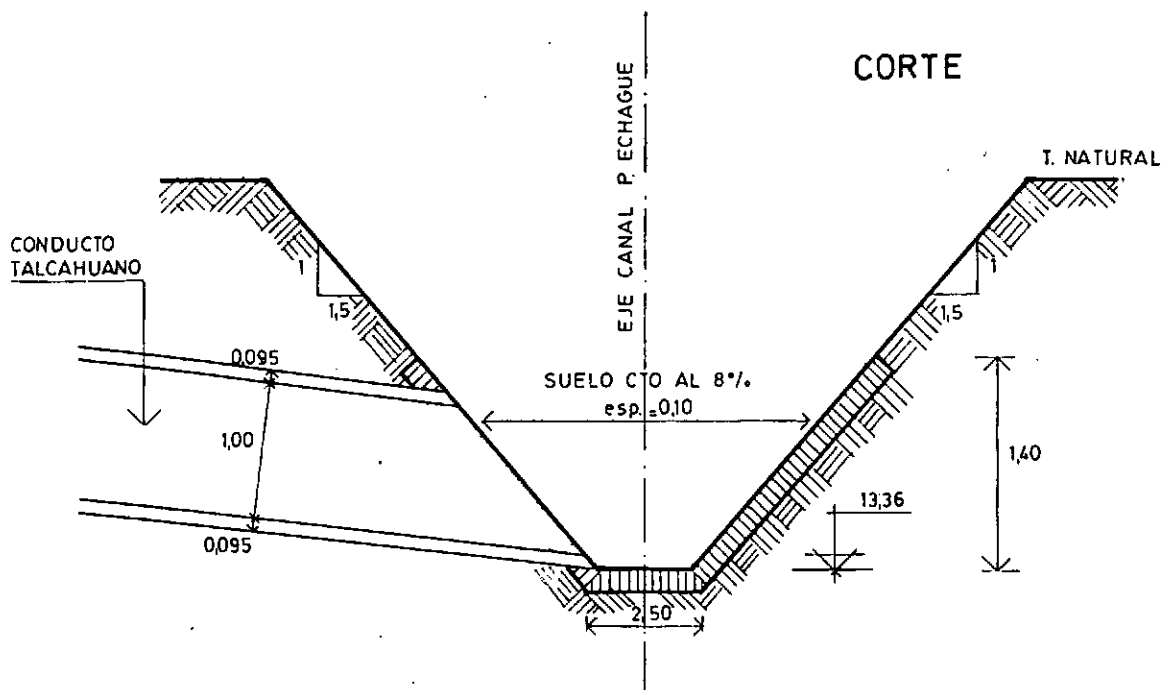 CORTE
EJE CANAL P. ECHAGUE
T. NATURAL
CONDUCTO
TALCAHUANO
1
1,5
1
1,5
0,095
SUELO CTO AL 8%
esp.=0,10
1,00
1,40
13,36
0,095
2,50